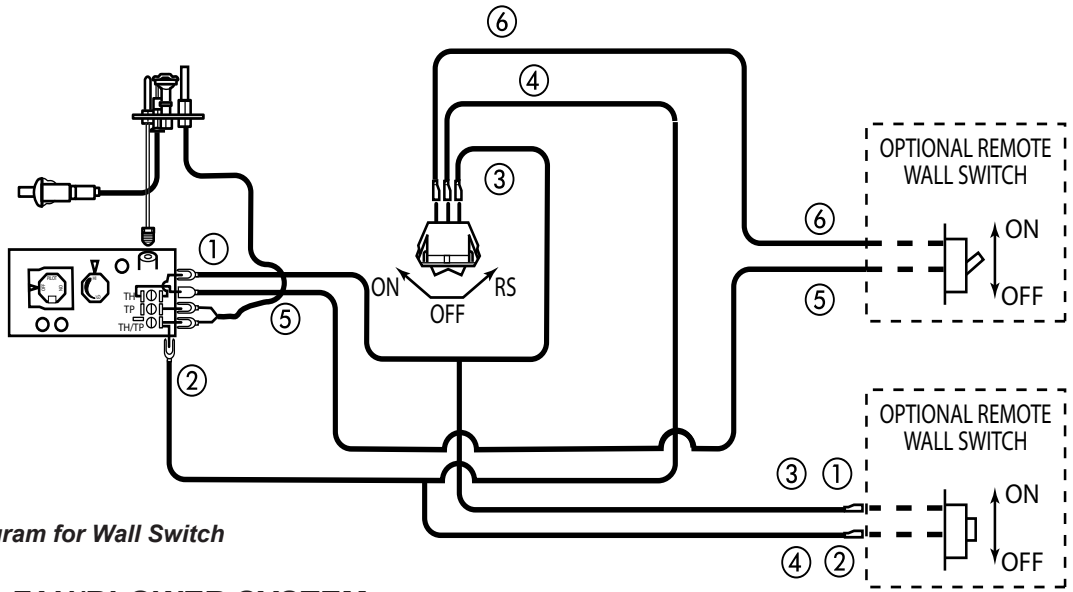 ⑥
④
③
OPTIONAL REMOTE
WALL SWITCH
⑥
ON
①
ON
RS
OFF
TH
TP
TH/TP
⑤
⑤
OFF
②
OPTIONAL REMOTE
WALL SWITCH
③ ①
ON
gram for Wall Switch
④ ②
OFF